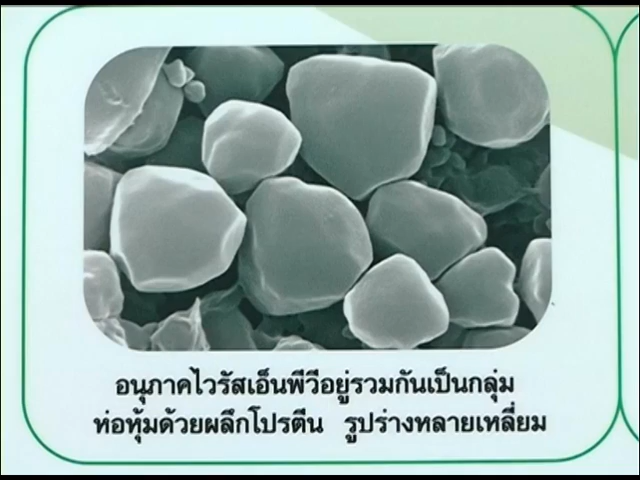 อนุภาคไวรัสเอ็นพีวีอยู่รวมกันเป็นกลุ่ม
ห่อหุ้มด้วยผลึกโปรตีน รูปร่างหลายเหลี่ยม